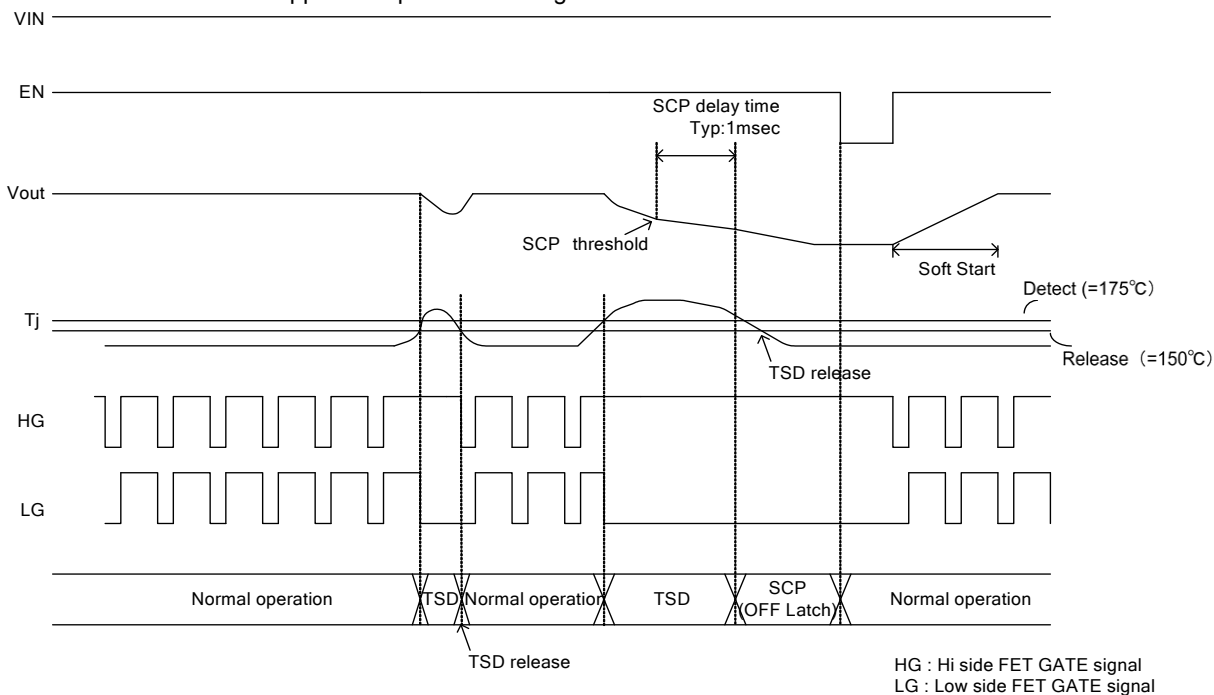 VIN
EN
SCP delay time
Typ:1msec
Vout
SCP threshold
Soft Start
Detect (=175℃)
Tj
Release (=150℃)
TSD release
HG
LG
Normal operation
TSD
Normal operation
TSD
SCP
(OFF Latch)
Normal operation
TSD release
HG : Hi side FET GATE signal
LG : Low side FET GATE signal